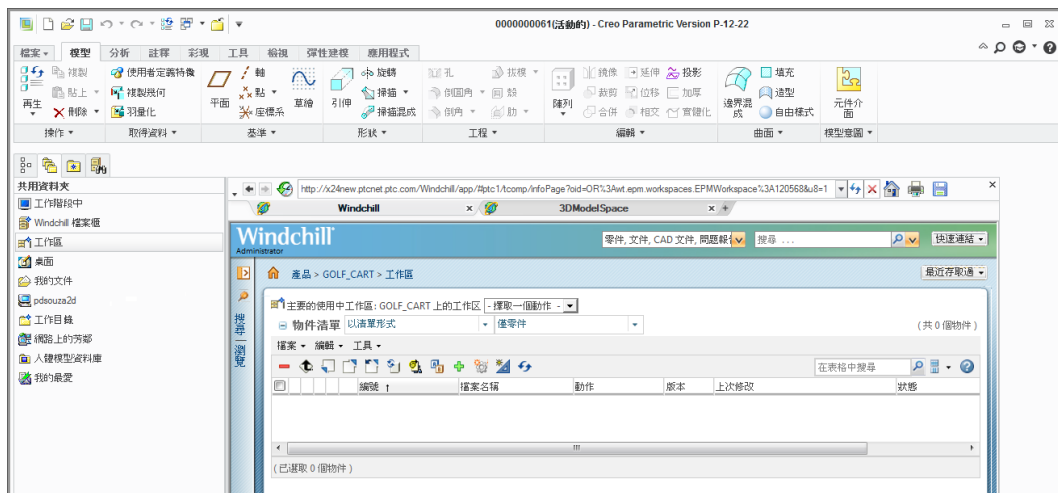 0000000061(活動的) - Creo Parametric Version P-12-22
檔案 模型 分析 註釋 彩現 工具 檢視 彈性建模 應用程式
再生 複製 貼上 刪除 使用者定義特徵 複製幾何 羽量化 平面 軸 點 座標系 草繪 引伸 旋轉 掃描 掃描混成 孔 倒圓角 倒角 拔模 殼 肋 陣列 鏡像 裁剪 合併 延伸 位移 相交 投影 加厚 實體化 邊界混成 填充 造型 自由樣式 元件介面
操作 取得資料 基準 形狀 工程 編輯 曲面 模型意圖
共用資料夾
工作階段中
Windchill 檔案櫃
工作區
桌面
我的文件
pdsouza2d
工作目錄
網路上的芳鄰
人體模型資料庫
我的最愛
http://x24new.ptcnet.ptc.com/Windchill/app/#ptc1/tcomp/infoPage?oid=OR%3Awt.epm.workspaces.EPMWorkspace%3A120568&u8=1
Windchill x 3DModelSpace x +
Windchill
Administrator
零件, 文件, CAD 文件, 問題報 搜尋 ... 快速連結
產品 > GOLF_CART > 工作區 最近存取過
搜尋 | 瀏覽
主要的使用中工作區: GOLF_CART 上的工作区 - 擇取一個動作 -
物件清單 以清單形式 僅零件 (共 0 個物件)
檔案 編輯 工具
在表格中搜尋
編號 ↑ 檔案名稱 動作 版本 上次修改 狀態
(已選取 0 個物件)